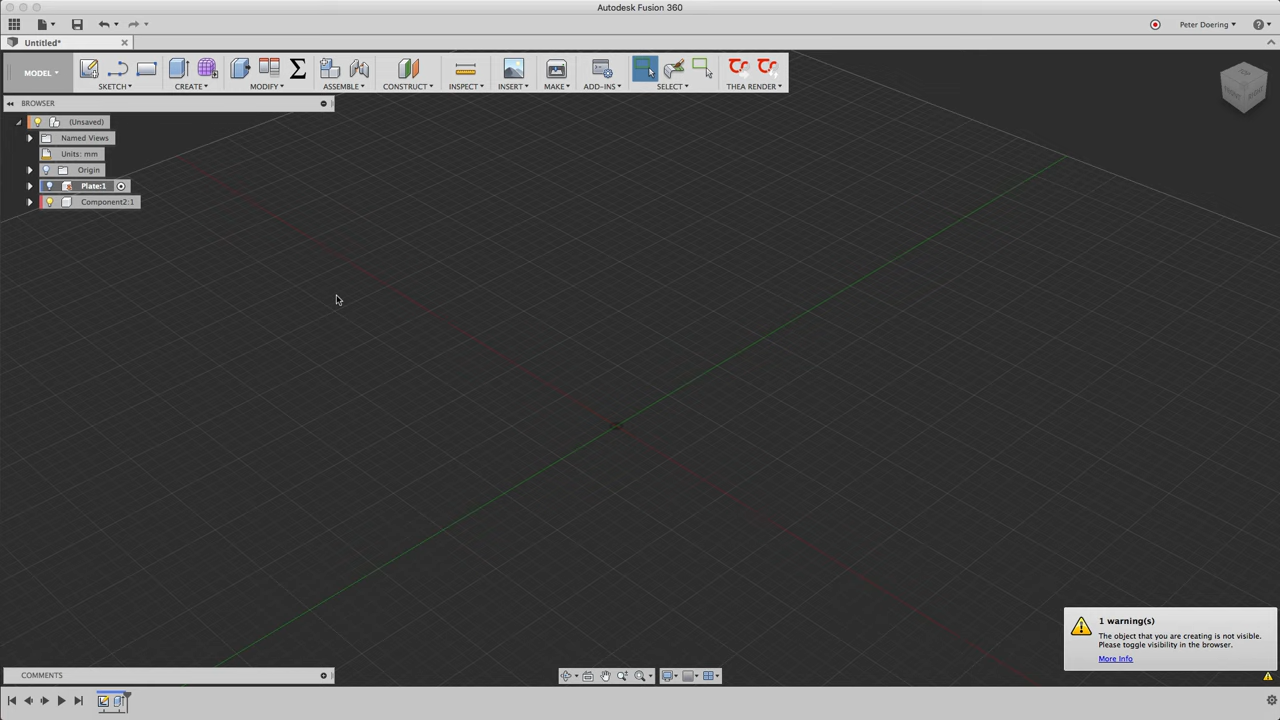 Autodesk Fusion 360
Peter Doering
Untitled*
MODEL
SKETCH
CREATE
MODIFY
ASSEMBLE
CONSTRUCT
INSPECT
INSERT
MAKE
ADD-INS
SELECT
THEA RENDER
BROWSER
(Unsaved)
Named Views
Units: mm
Origin
Plate:1
Component2:1
1 warning(s)
The object that you are creating is not visible.
Please toggle visibility in the browser.
More Info
COMMENTS